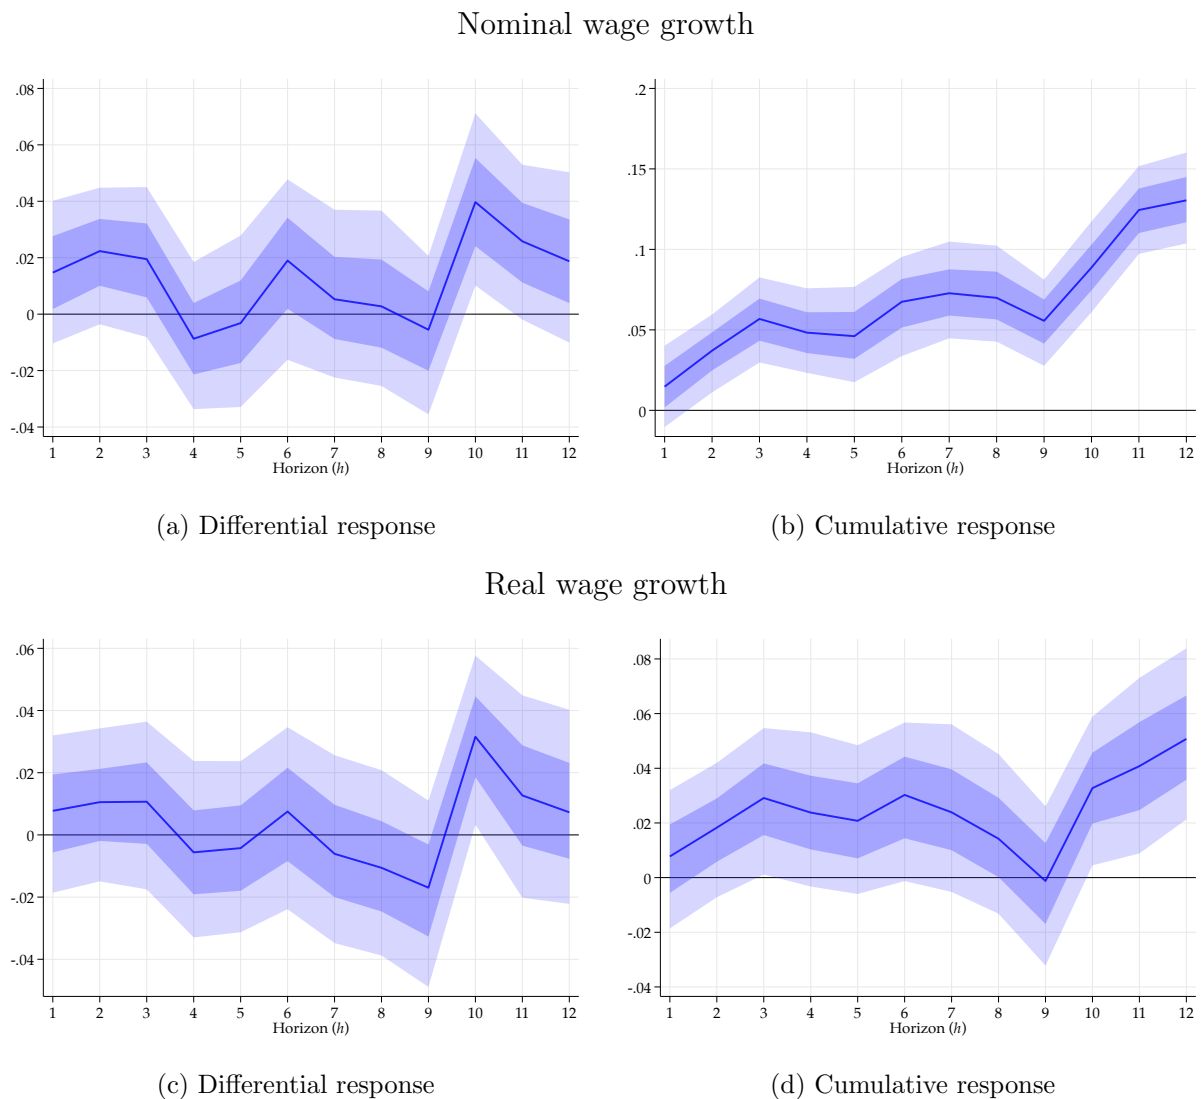 Nominal wage growth
.08
.06
.04
.02
0
-.02
-.04
1 2 3 4 5 6 7 8 9 10 11 12
Horizon (h)
(a) Differential response
.2
.15
.1
.05
0
1 2 3 4 5 6 7 8 9 10 11 12
Horizon (h)
(b) Cumulative response
Real wage growth
.06
.04
.02
0
-.02
-.04
1 2 3 4 5 6 7 8 9 10 11 12
Horizon (h)
(c) Differential response
.08
.06
.04
.02
0
-.02
-.04
1 2 3 4 5 6 7 8 9 10 11 12
Horizon (h)
(d) Cumulative response